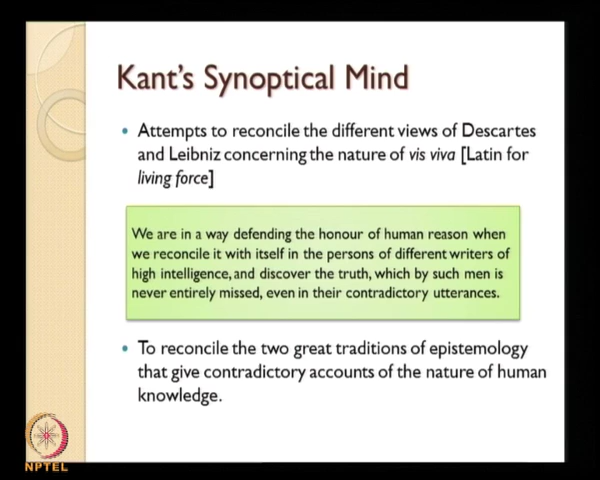 Kant's Synoptical Mind
• Attempts to reconcile the different views of Descartes
and Leibniz concerning the nature of vis viva [Latin for
living force]
We are in a way defending the honour of human reason when
we reconcile it with itself in the persons of different writers of
high intelligence, and discover the truth, which by such men is
never entirely missed, even in their contradictory utterances.
• To reconcile the two great traditions of epistemology
that give contradictory accounts of the nature of human
knowledge.
NPTEL